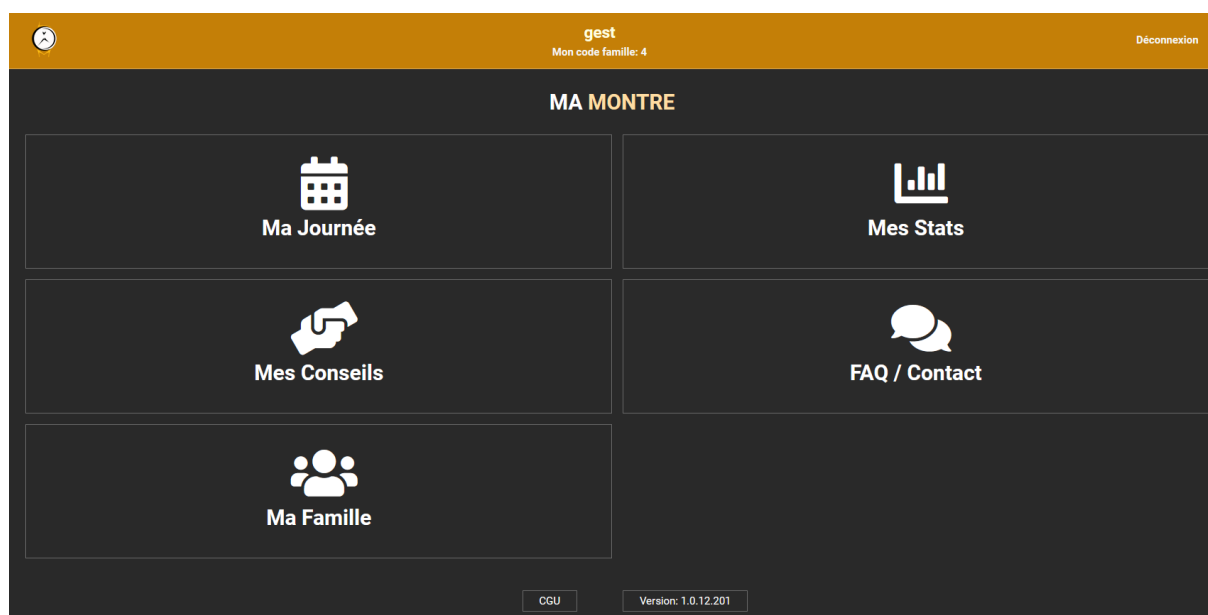 gest
Mon code famille: 4
Déconnexion
MA MONTRE
Ma Journée
Mes Stats
Mes Conseils
FAQ / Contact
Ma Famille
CGU
Version: 1.0.12.201